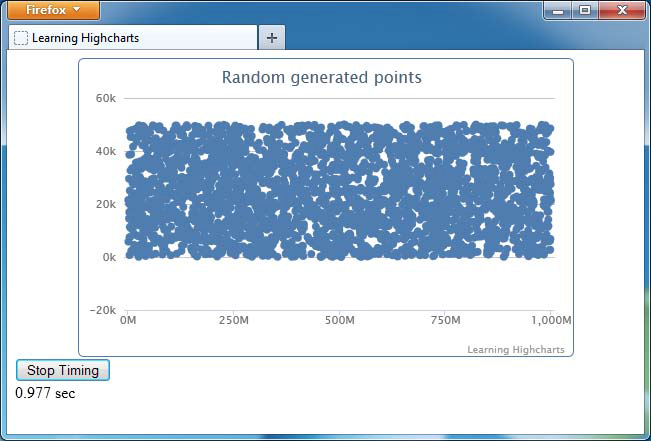 Firefox
Learning Highcharts
Random generated points
60k
40k
20k
0k
−20k
0M 250M 500M 750M 1,000M
Learning Highcharts
Stop Timing
0.977 sec